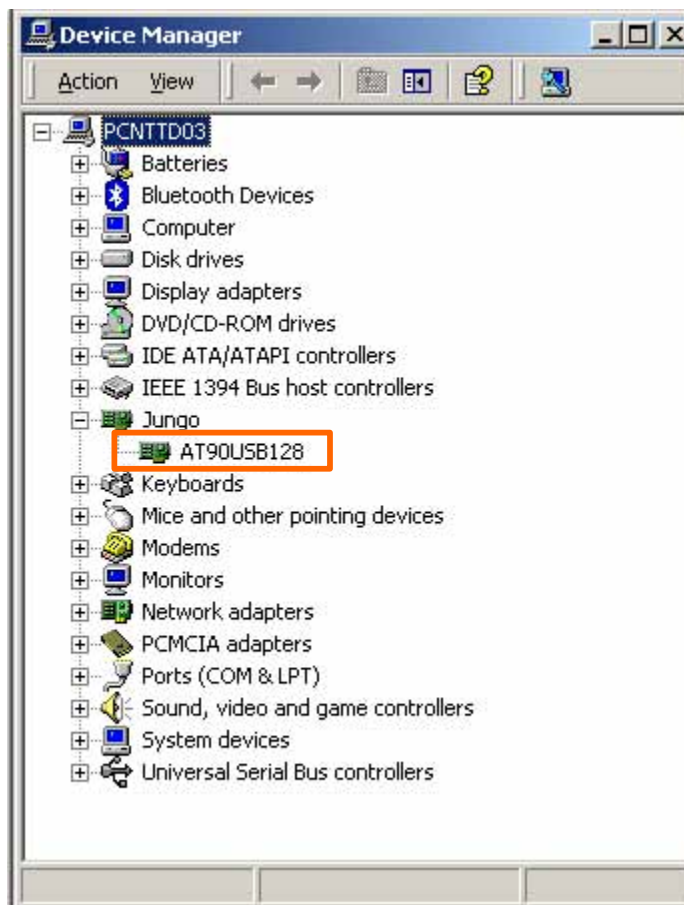 Device Manager
Action View
PCNTTD03
Batteries
Bluetooth Devices
Computer
Disk drives
Display adapters
DVD/CD-ROM drives
IDE ATA/ATAPI controllers
IEEE 1394 Bus host controllers
Jungo
AT90USB128
Keyboards
Mice and other pointing devices
Modems
Monitors
Network adapters
PCMCIA adapters
Ports (COM & LPT)
Sound, video and game controllers
System devices
Universal Serial Bus controllers